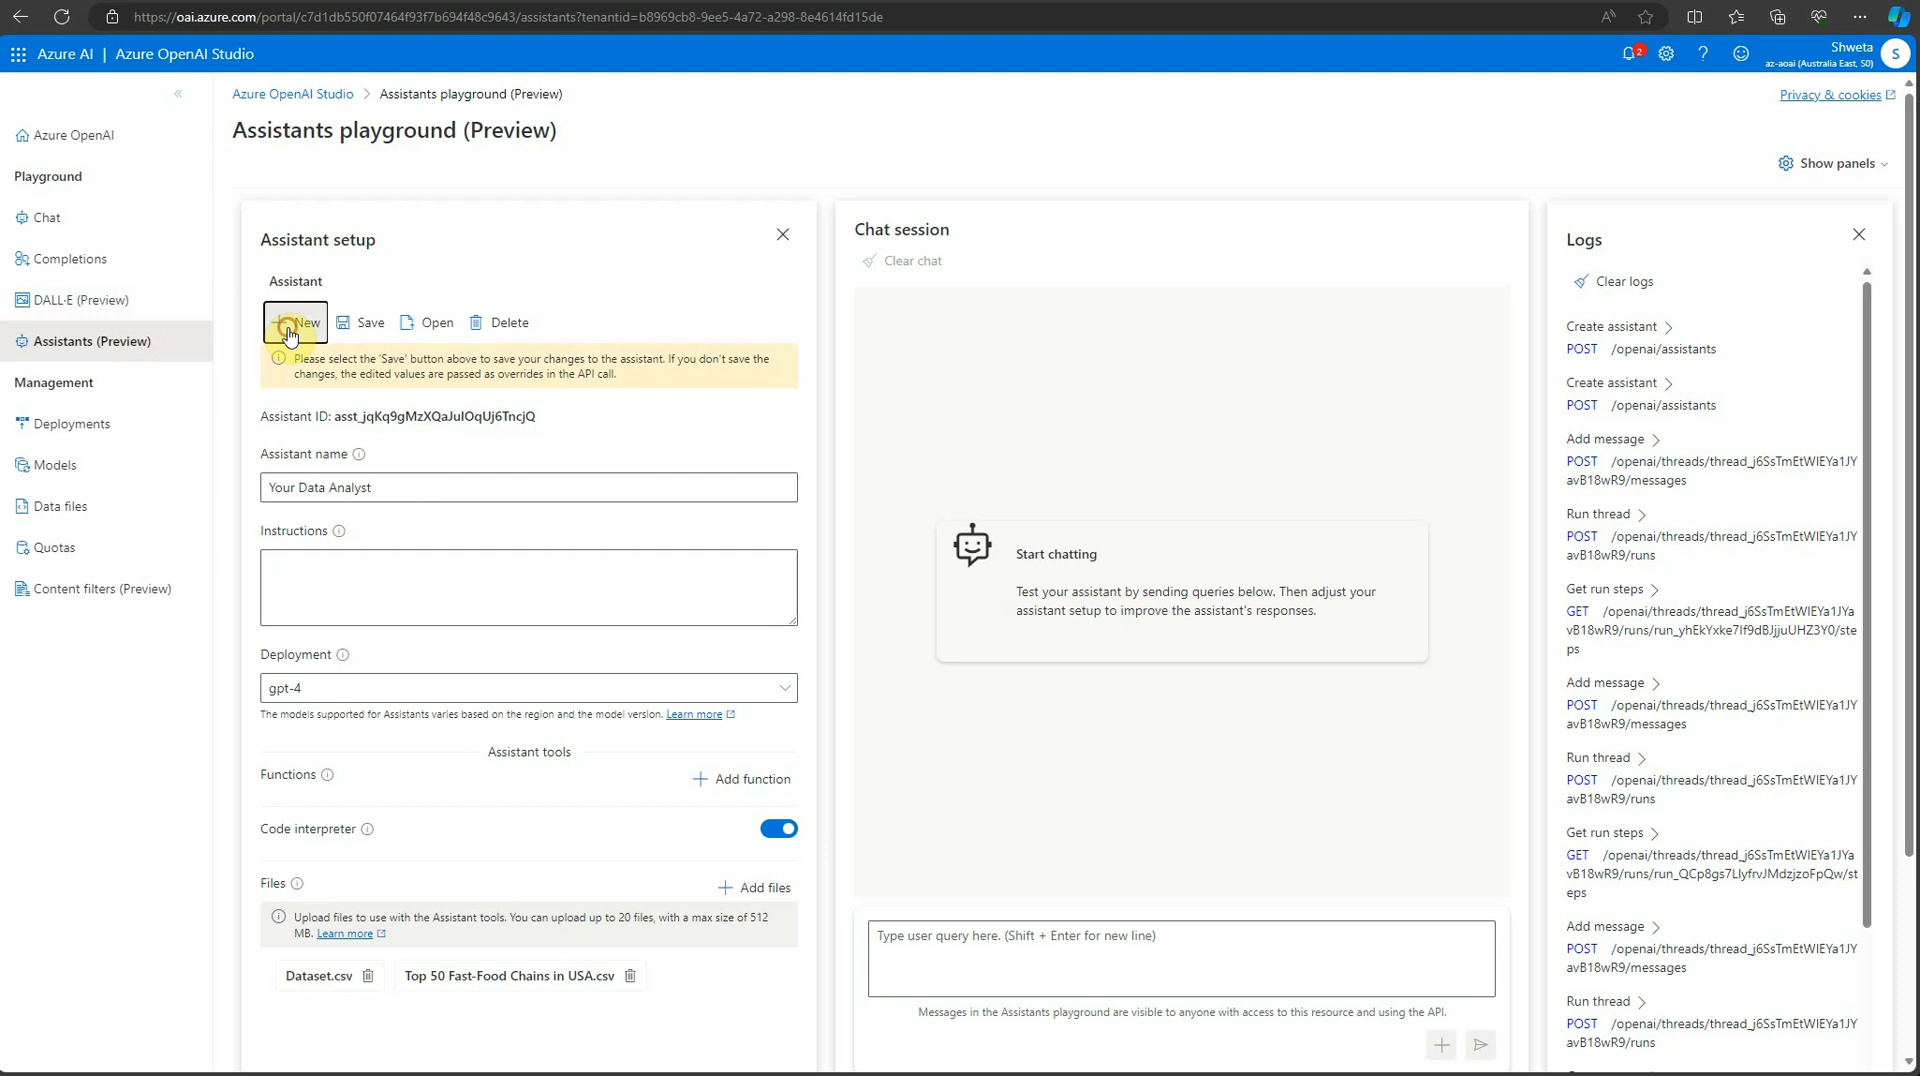 https://oai.azure.com/portal/c7d1db550f07464f93f7b694f48c9643/assistants?tenantid=b8969cb8-9ee5-4a72-a298-8e4614fd15de
Azure AI | Azure OpenAI Studio
2
Shweta
az-aoai (Australia East, S0)
S
Azure OpenAI Studio > Assistants playground (Preview)
Privacy & cookies
Assistants playground (Preview)
Show panels
Azure OpenAI
Playground
Chat
Completions
DALL·E (Preview)
Assistants (Preview)
Management
Deployments
Models
Data files
Quotas
Content filters (Preview)
Assistant setup
Assistant
New
Save
Open
Delete
Please select the 'Save' button above to save your changes to the assistant. If you don't save the
changes, the edited values are passed as overrides in the API call.
Assistant ID: asst_jqKq9gMzXQaJuIOqUj6TncjQ
Assistant name
Your Data Analyst
Instructions
Deployment
gpt-4
The models supported for Assistants varies based on the region and the model version. Learn more
Assistant tools
Functions
Add function
Code interpreter
Files
Add files
Upload files to use with the Assistant tools. You can upload up to 20 files, with a max size of 512
MB. Learn more
Dataset.csv
Top 50 Fast-Food Chains in USA.csv
Chat session
Clear chat
Start chatting
Test your assistant by sending queries below. Then adjust your
assistant setup to improve the assistant's responses.
Type user query here. (Shift + Enter for new line)
Messages in the Assistants playground are visible to anyone with access to this resource and using the API.
Logs
Clear logs
Create assistant
POST /openai/assistants
Create assistant
POST /openai/assistants
Add message
POST /openai/threads/thread_j6SsTmEtWIEYa1JY
avB18wR9/messages
Run thread
POST /openai/threads/thread_j6SsTmEtWIEYa1JY
avB18wR9/runs
Get run steps
GET /openai/threads/thread_j6SsTmEtWIEYa1JYa
vB18wR9/runs/run_yhEkYxke7If9dBJjjuUHZ3Y0/ste
ps
Add message
POST /openai/threads/thread_j6SsTmEtWIEYa1JY
avB18wR9/messages
Run thread
POST /openai/threads/thread_j6SsTmEtWIEYa1JY
avB18wR9/runs
Get run steps
GET /openai/threads/thread_j6SsTmEtWIEYa1JYa
vB18wR9/runs/run_QCp8gs7LIyfrvJMdzjzoFpQw/st
eps
Add message
POST /openai/threads/thread_j6SsTmEtWIEYa1JY
avB18wR9/messages
Run thread
POST /openai/threads/thread_j6SsTmEtWIEYa1JY
avB18wR9/runs